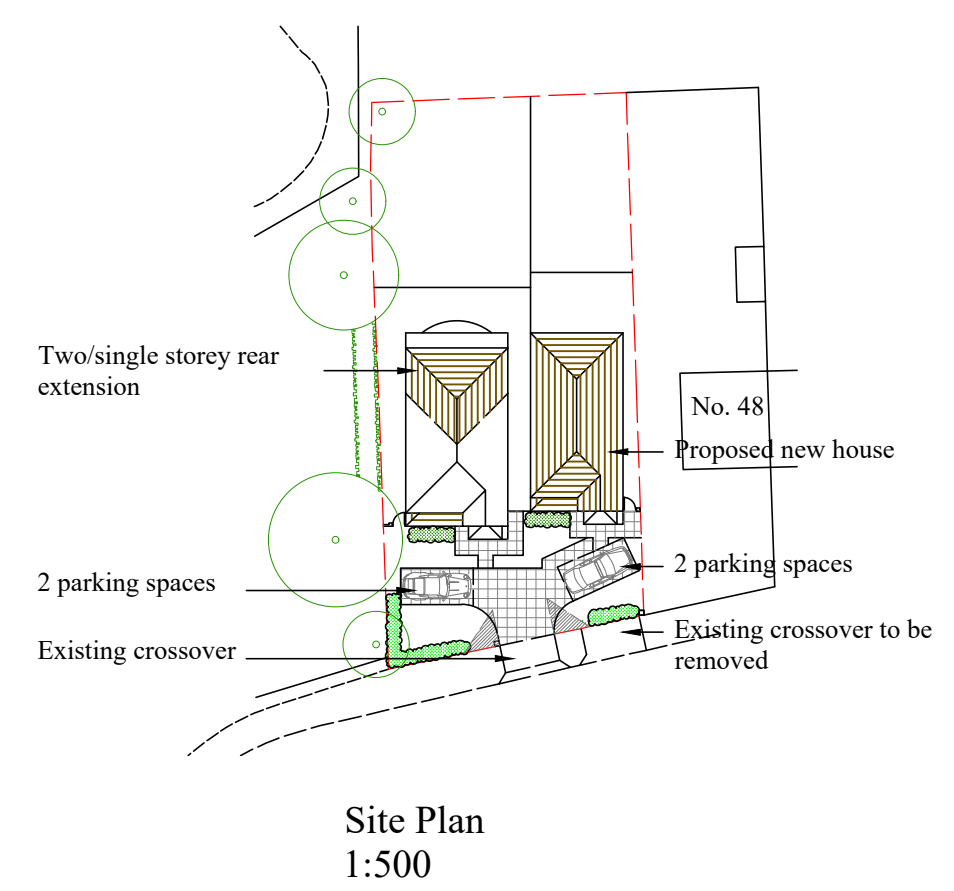 Two/single storey rear
extension
No. 48
Proposed new house
2 parking spaces
2 parking spaces
Existing crossover
Existing crossover to be
removed
Site Plan
1:500